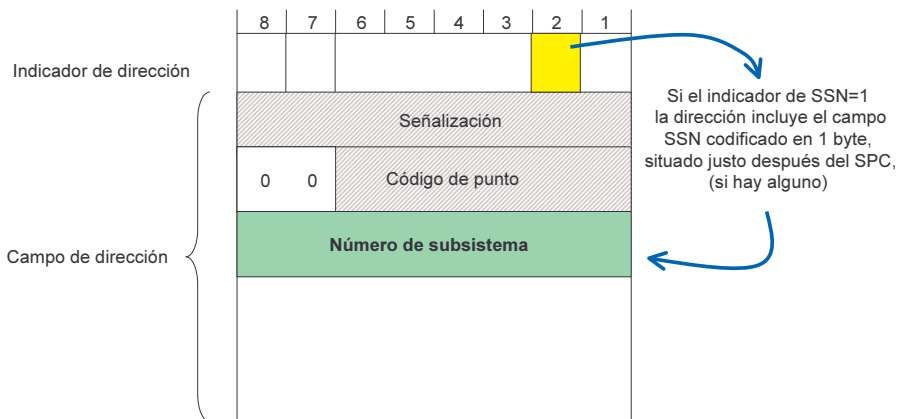 8 7 6 5 4 3 2 1
Indicador de dirección
Si el indicador de SSN=1
la dirección incluye el campo
SSN codificado en 1 byte,
situado justo después del SPC,
(si hay alguno)
Señalización
0 0 Código de punto
Número de subsistema
Campo de dirección